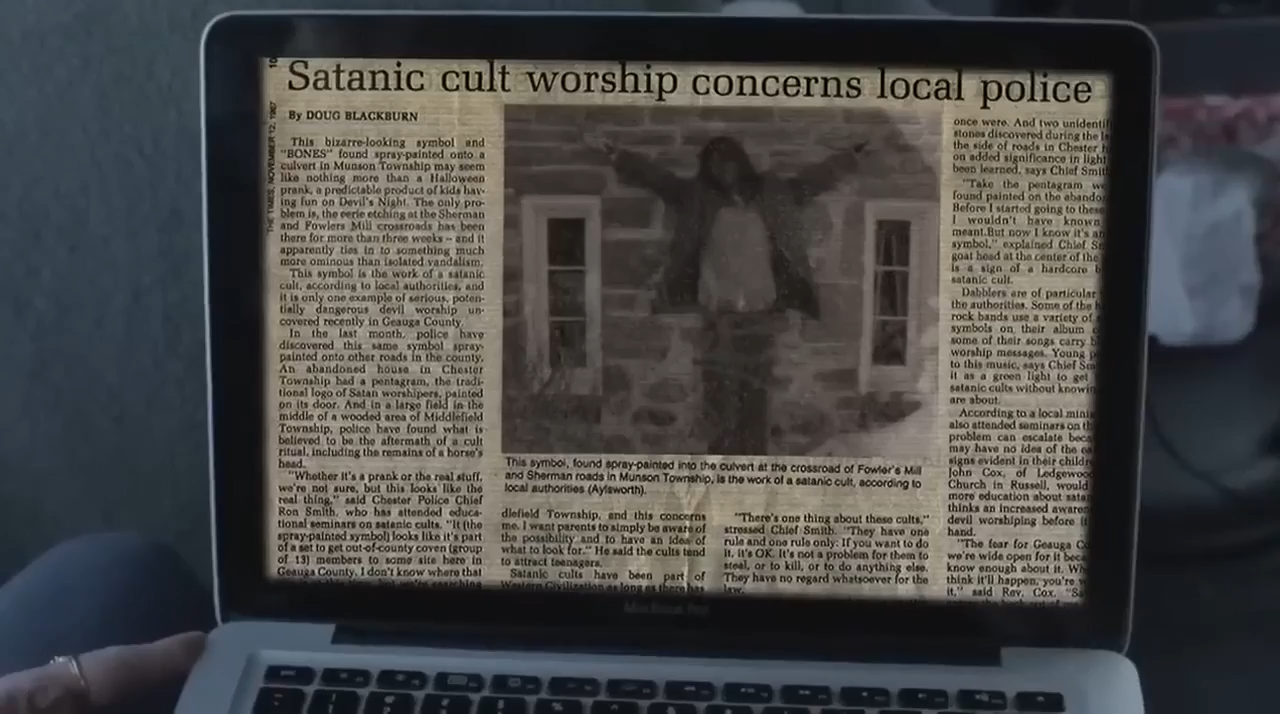 Satanic cult worship concerns local police
THE TIMES, NOVEMBER 12, 1987
10
By DOUG BLACKBURN
This bizarre-looking symbol and
"BONES" found spray-painted onto a
culvert in Munson Township may seem
like nothing more than a Halloween
prank, a predictable product of kids hav-
ing fun on Devil's Night. The only pro-
blem is, the eerie etching at the Sherman
and Fowlers Mill crossroads has been
there for more than three weeks – and it
apparently ties in to something much
more ominous than isolated vandalism.
This symbol is the work of a satanic
cult, according to local authorities, and
it is only one example of serious, poten-
tially dangerous devil worship un-
covered recently in Geauga County.
In the last month, police have
discovered this same symbol spray-
painted onto other roads in the county.
An abandoned house in Chester
Township had a pentagram, the tradi-
tional logo of Satan worshipers, painted
on its door. And in a large field in the
middle of a wooded area of Middlefield
Township, police have found what is
believed to be the aftermath of a cult
ritual, including the remains of a horse's
head.
"Whether it's a prank or the real stuff,
we're not sure, but this looks like the
real thing," said Chester Police Chief
Ron Smith, who has attended educa-
tional seminars on satanic cults. "It (the
spray-painted symbol) looks like it's part
of a set to get out-of-county coven (group
of 13) members to some site here in
Geauga County. I don't know where that
This symbol, found spray-painted into the culvert at the crossroad of Fowler's Mill
and Sherman roads in Munson Township, is the work of a satanic cult, according to
local authorities (Aylsworth).
dlefield Township, and this concerns
me. I want parents to simply be aware of
the possibility and to have an idea of
what to look for." He said the cults tend
to attract teenagers.
Satanic cults have been part of
Western Civilization as long as there has
"There's one thing about these cults,"
stressed Chief Smith. "They have one
rule and one rule only: If you want to do
it, it's OK. It's not a problem for them to
steal, or to kill, or to do anything else.
They have no regard whatsoever for the
law.
once were. And two unidentif
stones discovered during the
the side of roads in Chester
on added significance in light
been learned, says Chief Smit
"Take the pentagram we
found painted on the abando
Before I started going to these
I wouldn't have known
meant. But now I know it's an
symbol," explained Chief Sm
goat head at the center of the
is a sign of a hardcore
satanic cult.
Dabblers are of particular
the authorities. Some of the
rock bands use a variety of
symbols on their album
some of their songs carry
worship messages. Young
to this music, says Chief Sm
it as a green light to get
satanic cults without knowin
are about.
According to a local minis
also attended seminars on th
problem can escalate beca
may have no idea of the
signs evident in their childr
John Cox, of Ledgewood
Church in Russell, would
more education about satan
thinks an increased awaren
devil worshiping before it
hand.
"The fear for Geauga Co
we're wide open for it beca
know enough about it. Wh
think it'll happen, you're w
it," said Rev. Cox. "Sa
MacBook Pro